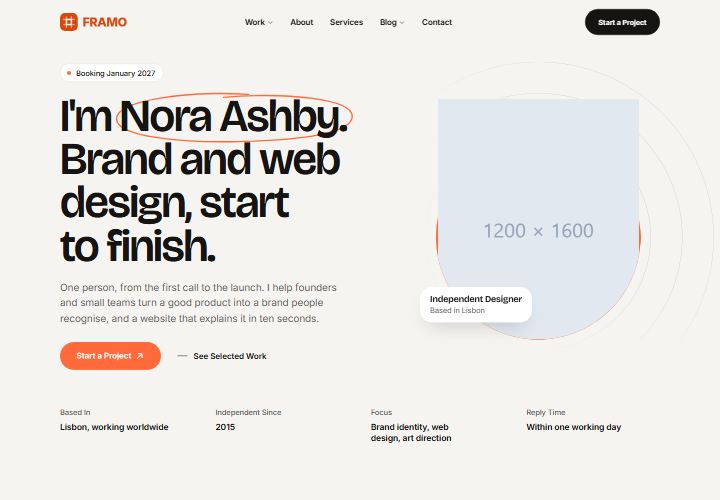 FRAMO
Work
About
Services
Blog
Contact
Start a Project
Booking January 2027
I'm Nora Ashby.
Brand and web
design, start
to finish.
One person, from the first call to the launch. I help founders
and small teams turn a good product into a brand people
recognise, and a website that explains it in ten seconds.
Start a Project
See Selected Work
1200 × 1600
Independent Designer
Based in Lisbon
Based In
Lisbon, working worldwide
Independent Since
2015
Focus
Brand identity, web
design, art direction
Reply Time
Within one working day